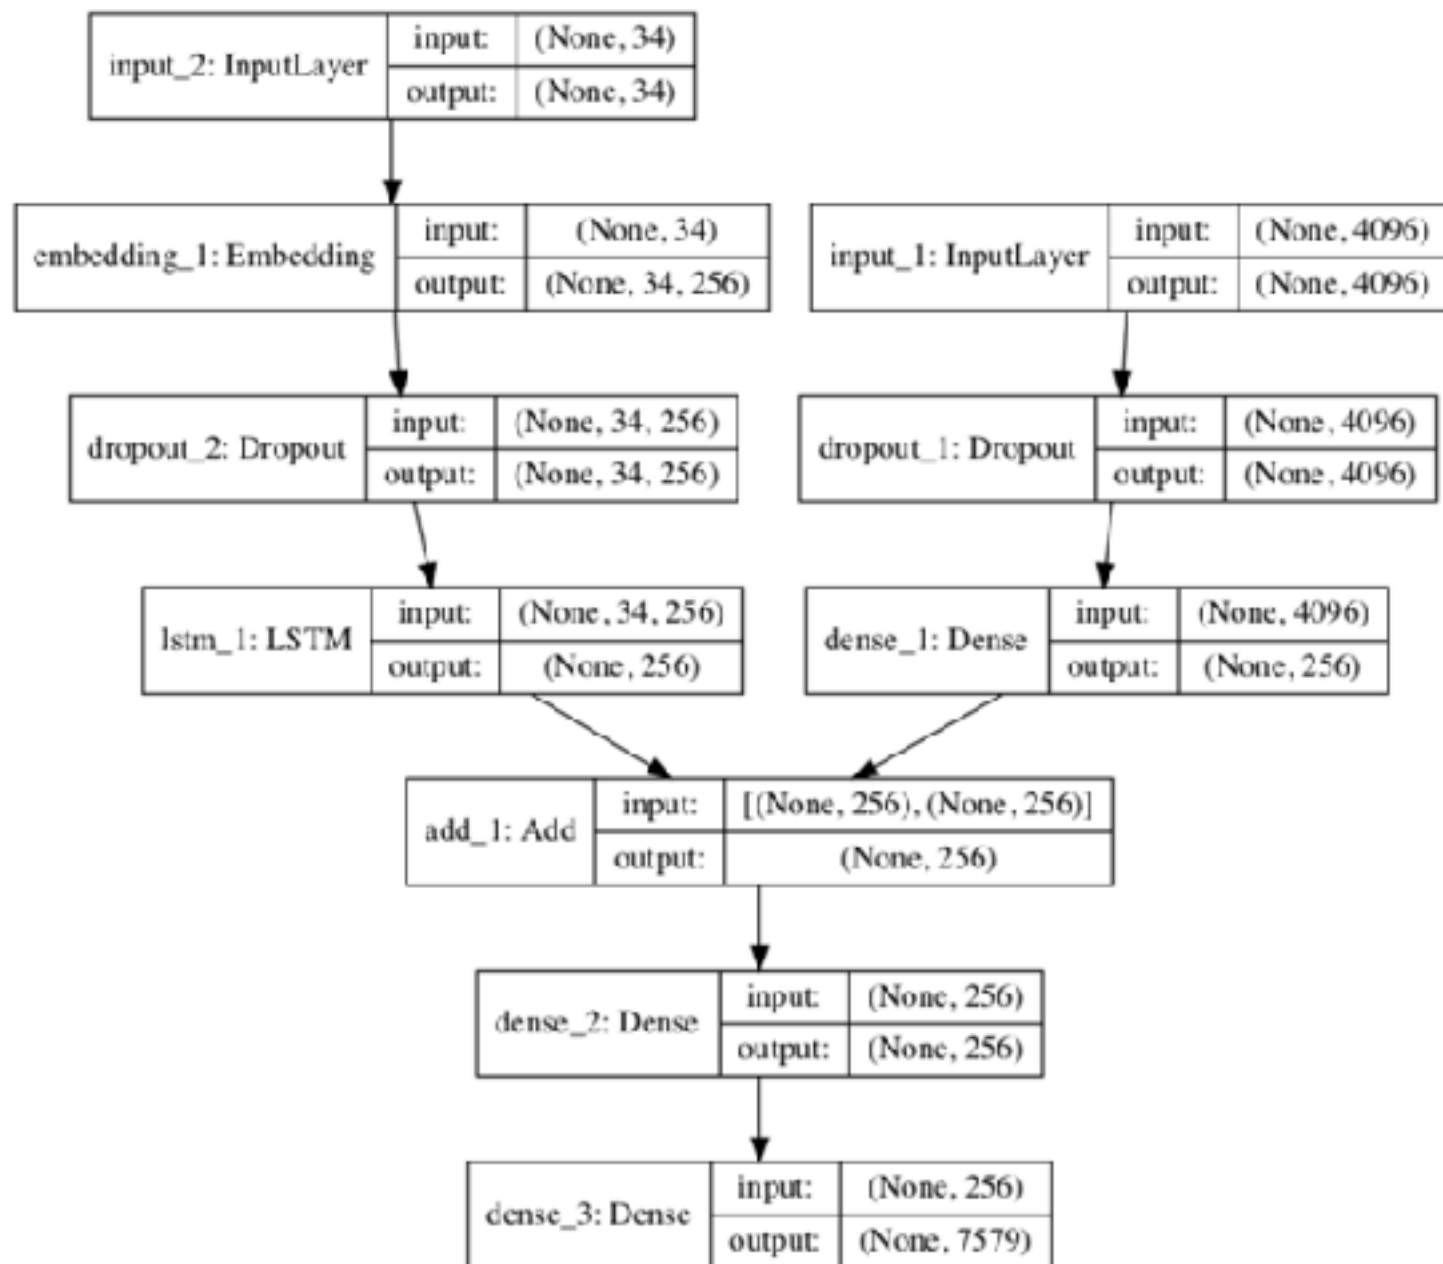 input_2: InputLayer
input: (None, 34)
output: (None, 34)
embedding_1: Embedding
input: (None, 34)
output: (None, 34, 256)
input_1: InputLayer
input: (None, 4096)
output: (None, 4096)
dropout_2: Dropout
input: (None, 34, 256)
output: (None, 34, 256)
dropout_1: Dropout
input: (None, 4096)
output: (None, 4096)
lstm_1: LSTM
input: (None, 34, 256)
output: (None, 256)
dense_1: Dense
input: (None, 4096)
output: (None, 256)
add_1: Add
input: [(None, 256), (None, 256)]
output: (None, 256)
dense_2: Dense
input: (None, 256)
output: (None, 256)
dense_3: Dense
input: (None, 256)
output: (None, 7579)